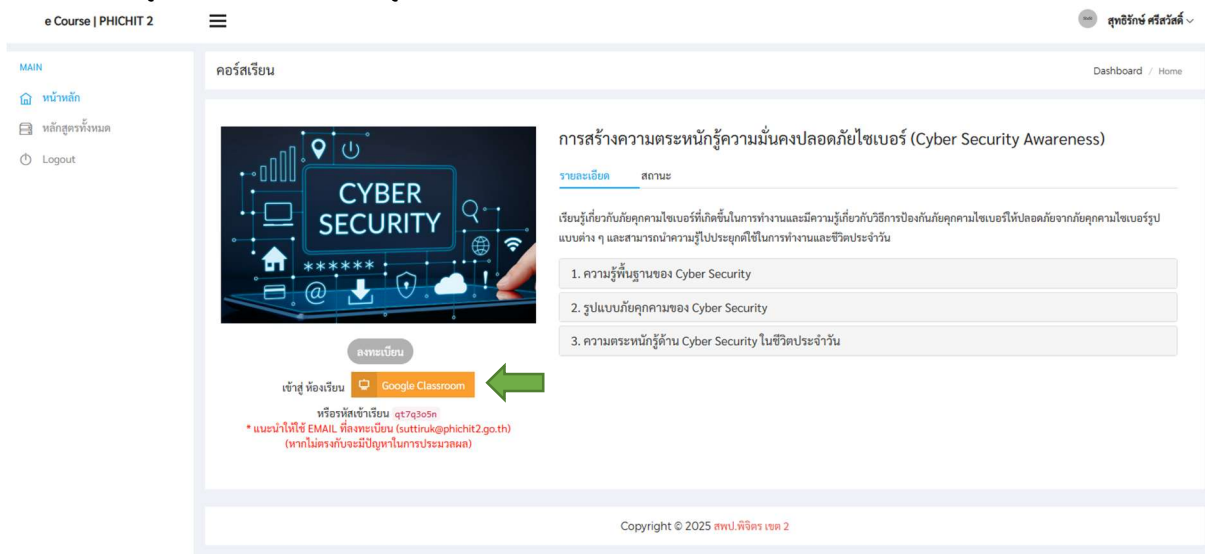 e Course | PHICHIT 2
สุทธิรักษ์ ศรีสวัสดิ์
MAIN
หน้าหลัก
หลักสูตรทั้งหมด
Logout
คอร์สเรียน
Dashboard / Home
CYBER
SECURITY
******
@
ลงทะเบียน
เข้าสู่ ห้องเรียน Google Classroom
หรือรหัสเข้าเรียน qt7q3o5n
* แนะนำให้ใช้ EMAIL ที่ลงทะเบียน (suttiruk@phichit2.go.th)
(หากไม่ตรงกับจะมีปัญหาในการประมวลผล)
การสร้างความตระหนักรู้ความมั่นคงปลอดภัยไซเบอร์ (Cyber Security Awareness)
รายละเอียด สถานะ
เรียนรู้เกี่ยวกับภัยคุกคามไซเบอร์ที่เกิดขึ้นในการทำงานและมีความรู้เกี่ยวกับวิธีการป้องกันภัยคุกคามไซเบอร์ให้ปลอดภัยจากภัยคุกคามไซเบอร์รูป
แบบต่าง ๆ และสามารถนำความรู้ไปประยุกต์ใช้ในการทำงานและชีวิตประจำวัน
1. ความรู้พื้นฐานของ Cyber Security
2. รูปแบบภัยคุกคามของ Cyber Security
3. ความตระหนักรู้ด้าน Cyber Security ในชีวิตประจำวัน
Copyright © 2025 สพป.พิจิตร เขต 2